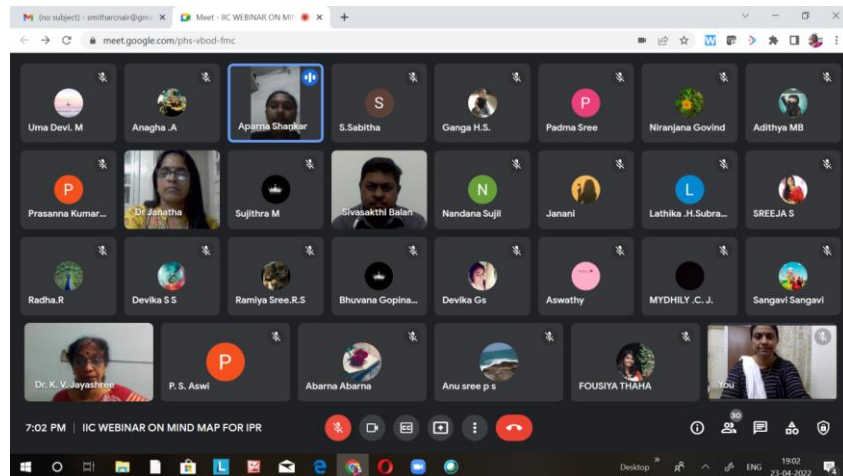 (no subject) - smitharcnair@gm
Meet - IIC WEBINAR ON MIN
meet.google.com/phs-vbod-fmc
Uma Devi. M
Anagha .A
Aparna Shankar
S
S.Sabitha
Ganga H.S.
P
Padma Sree
Niranjana Govind
Adithya MB
P
Prasanna Kumar...
Dr Janatha
Sujithra M
Sivasakthi Balan
N
Nandana Sujil
Janani
L
Lathika .H.Subra...
SREEJA S
Radha.R
Devika S S
Ramiya Sree.R.S
Bhuvana Gopina...
Devika Gs
Aswathy
MYDHILY .C. J.
Sangavi Sangavi
Dr. K. V. Jayashree
P
P. S. Aswi
Abarna Abarna
Anu sree p s
FOUSIYA THAHA
You
7:02 PM | IIC WEBINAR ON MIND MAP FOR IPR
30
Desktop
ENG
19:02
23-04-2022